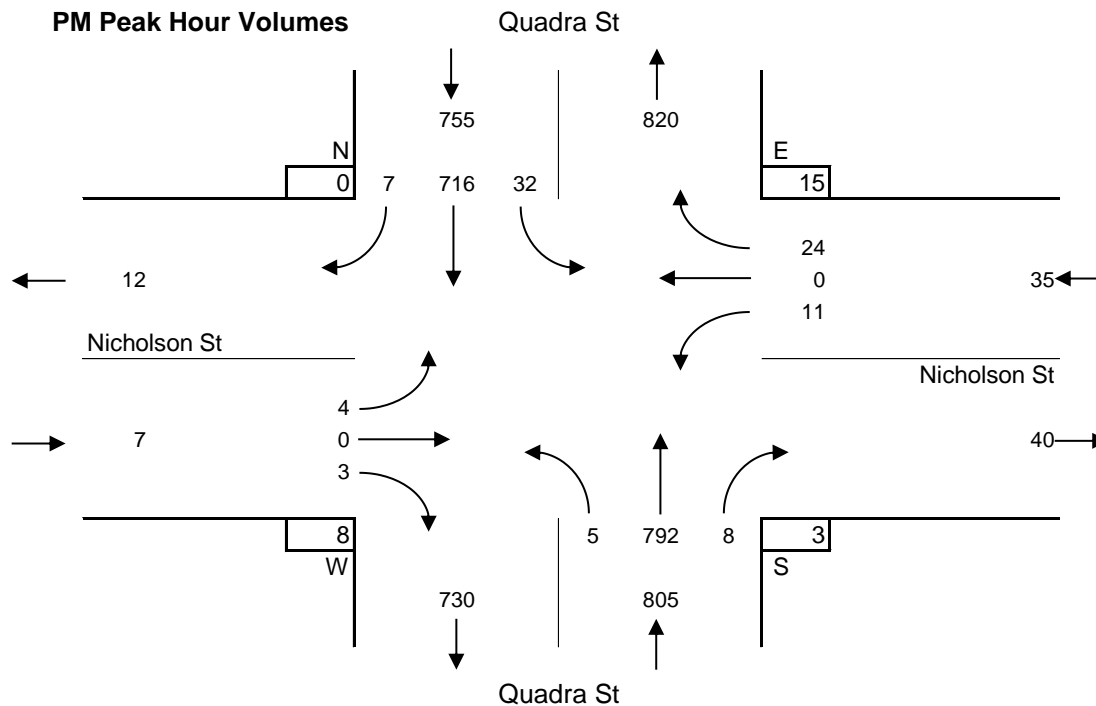 PM Peak Hour Volumes
Quadra St
755 820
N E
0 7 716 32 15
24
12 0 35
11
Nicholson St
Nicholson St
4
7 0 40
3
8 5 792 8 3
W S
730 805
Quadra St